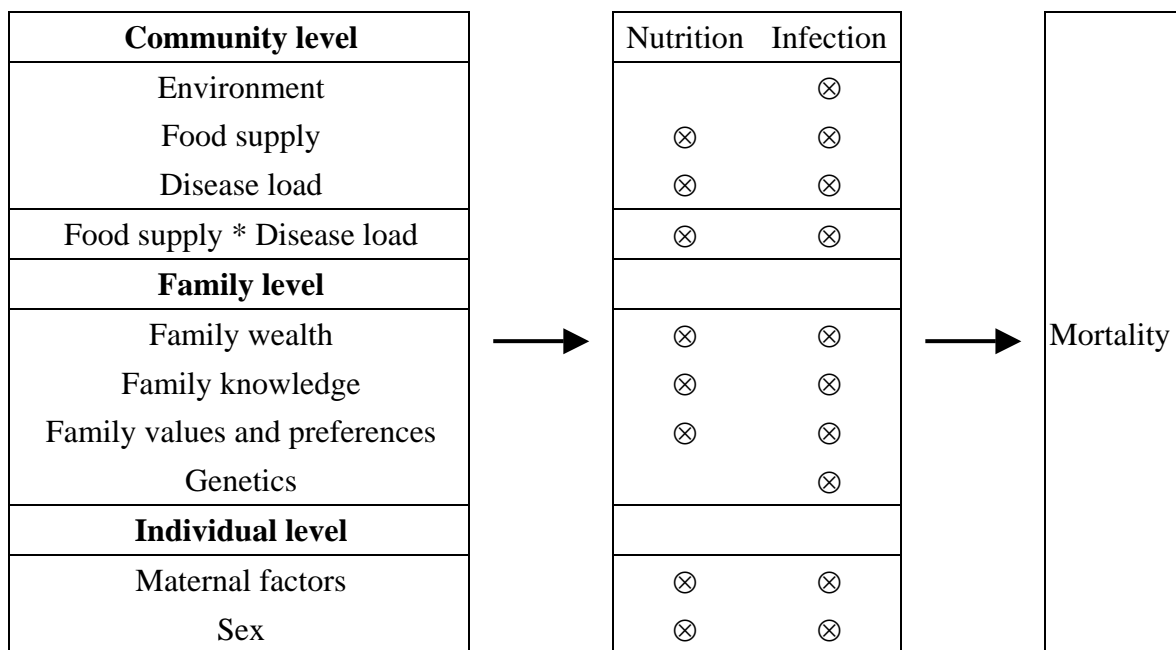 Community level Nutrition Infection
Environment ⊗
Food supply ⊗ ⊗
Disease load ⊗ ⊗
Food supply * Disease load ⊗ ⊗
Family level
Family wealth ⊗ ⊗ Mortality
Family knowledge ⊗ ⊗
Family values and preferences ⊗ ⊗
Genetics ⊗
Individual level
Maternal factors ⊗ ⊗
Sex ⊗ ⊗